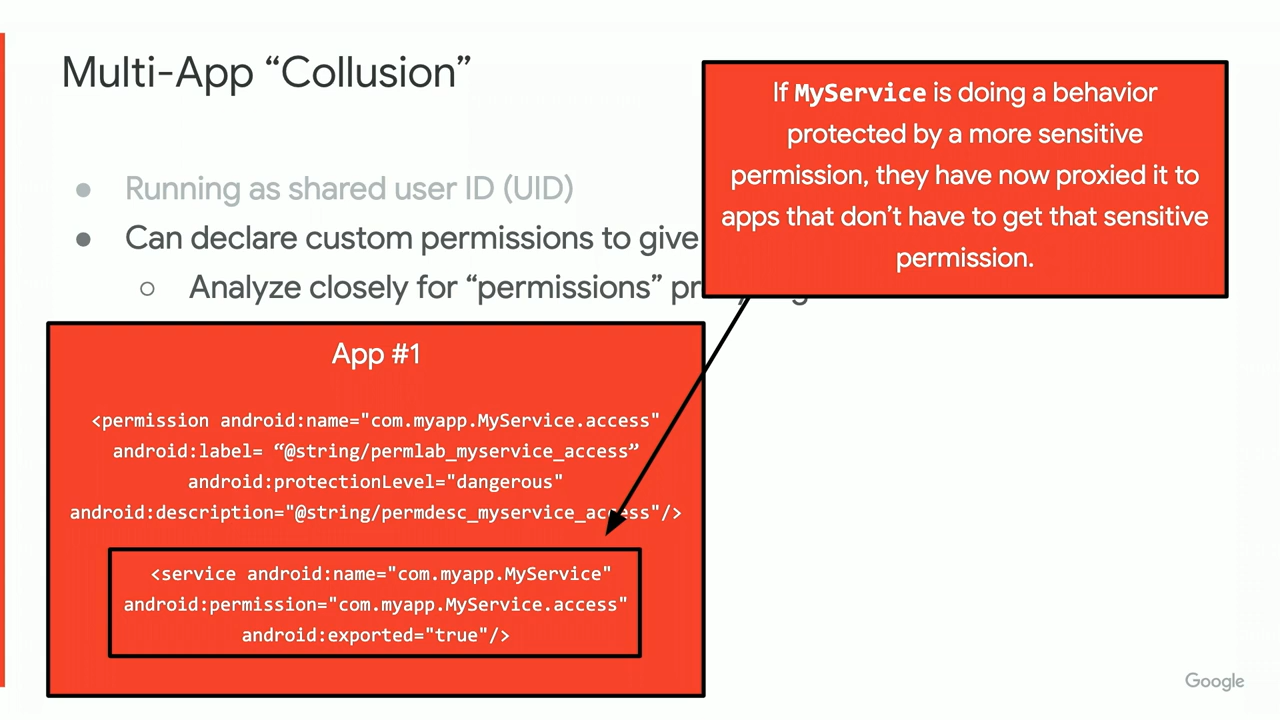 Multi-App “Collusion”
If MyService is doing a behavior
protected by a more sensitive
permission, they have now proxied it to
apps that don’t have to get that sensitive
permission.
● Running as shared user ID (UID)
● Can declare custom permissions to give
○ Analyze closely for “permissions”
App #1
<permission android:name="com.myapp.MyService.access"
android:label= “@string/permlab_myservice_access”
android:protectionLevel="dangerous"
android:description="@string/permdesc_myservice_access"/>
<service android:name="com.myapp.MyService"
android:permission="com.myapp.MyService.access"
android:exported="true"/>
Google